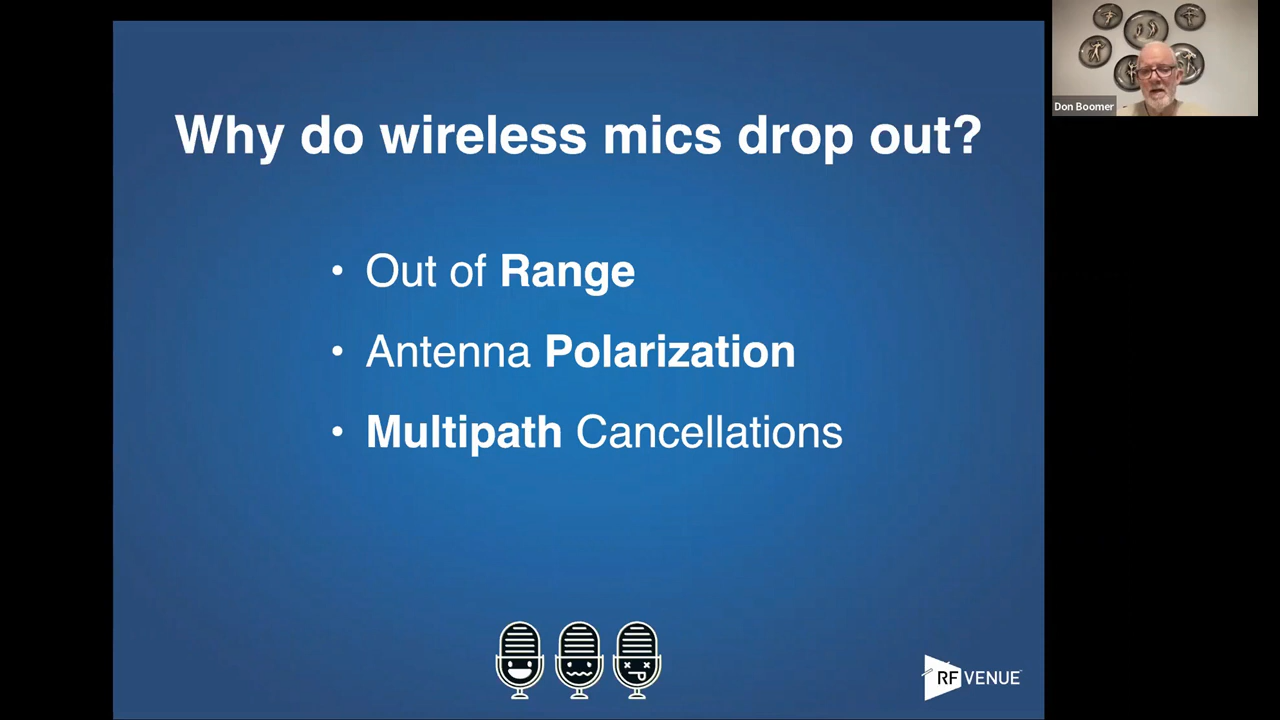 Why do wireless mics drop out?
• Out of Range
• Antenna Polarization
• Multipath Cancellations
RF VENUE
Don Boomer